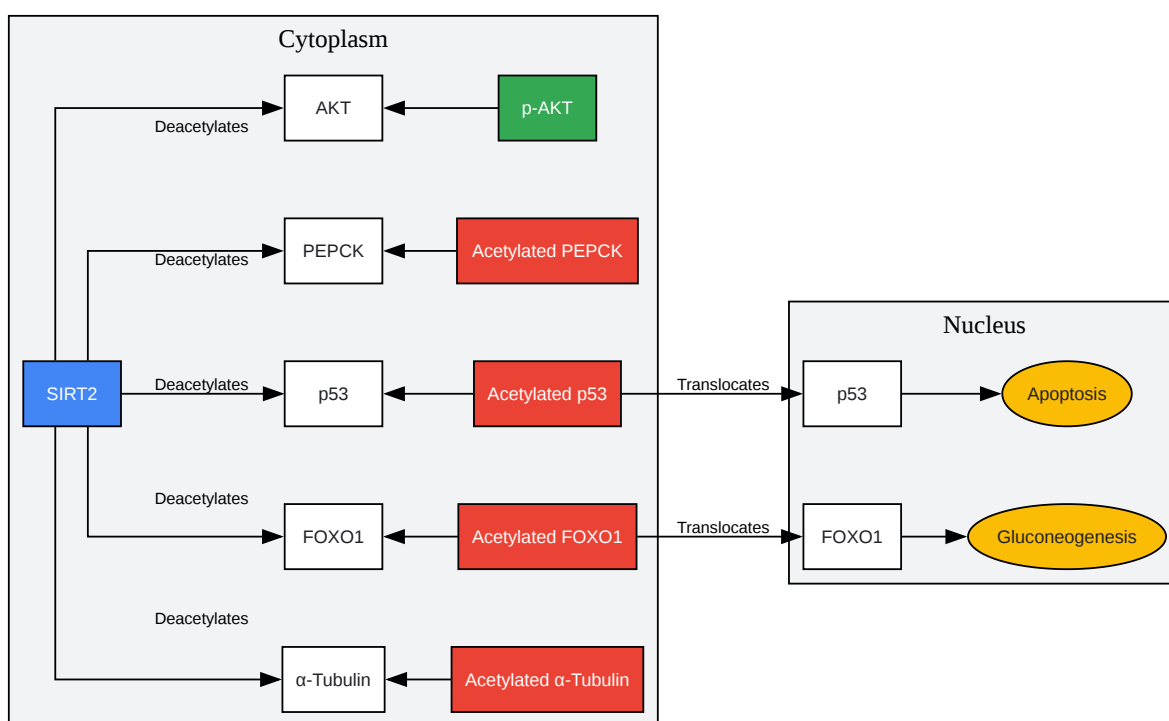 Cytoplasm
AKT
p-AKT
Deacetylates
PEPCK
Acetylated PEPCK
Deacetylates
Nucleus
SIRT2
Deacetylates
p53
Acetylated p53
Translocates
p53
Apoptosis
Deacetylates
FOXO1
Acetylated FOXO1
Translocates
FOXO1
Gluconeogenesis
Deacetylates
α-Tubulin
Acetylated α-Tubulin